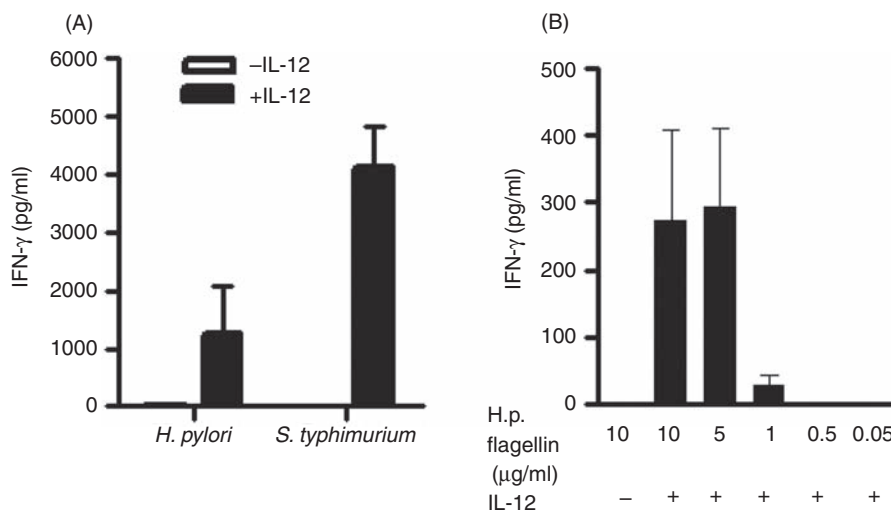 (A)
6000
5000
4000
3000
2000
1000
0
IFN-γ (pg/ml)
–IL-12
+IL-12
H. pylori S. typhimurium
(B)
500
400
300
200
100
0
IFN-γ (pg/ml)
H.p.
flagellin 10 10 5 1 0.5 0.05
(μg/ml)
IL-12 – + + + + +